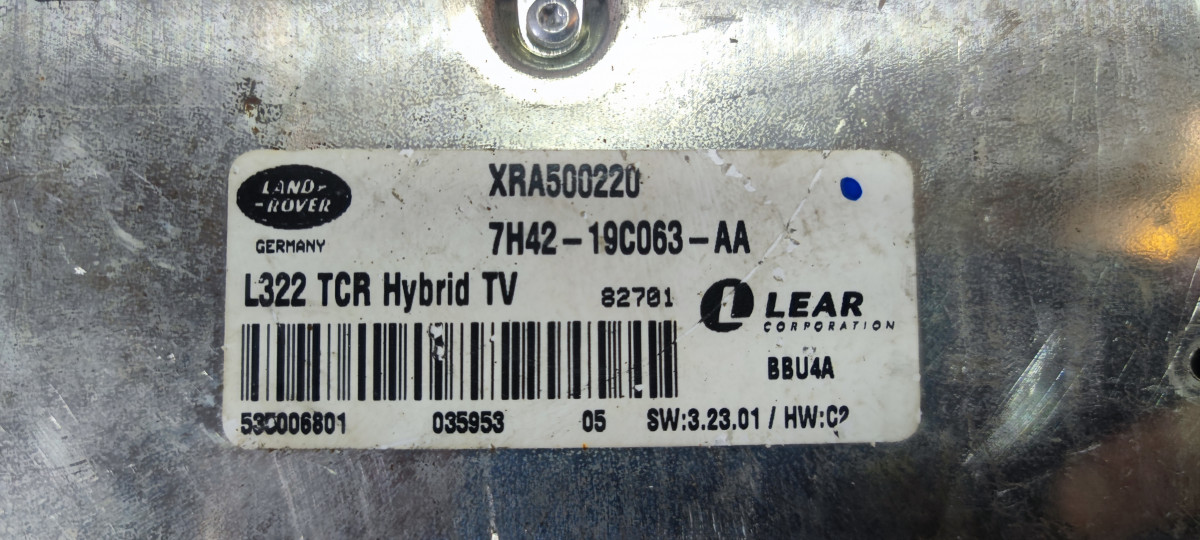 LAND-
-ROVER
GERMANY
XRA500220
7H42-19C063-AA
L322 TCR Hybrid TV
82701
LEAR
CORPORATION
BBU4A
035953
05
SW:3.23.01 / HW:C2